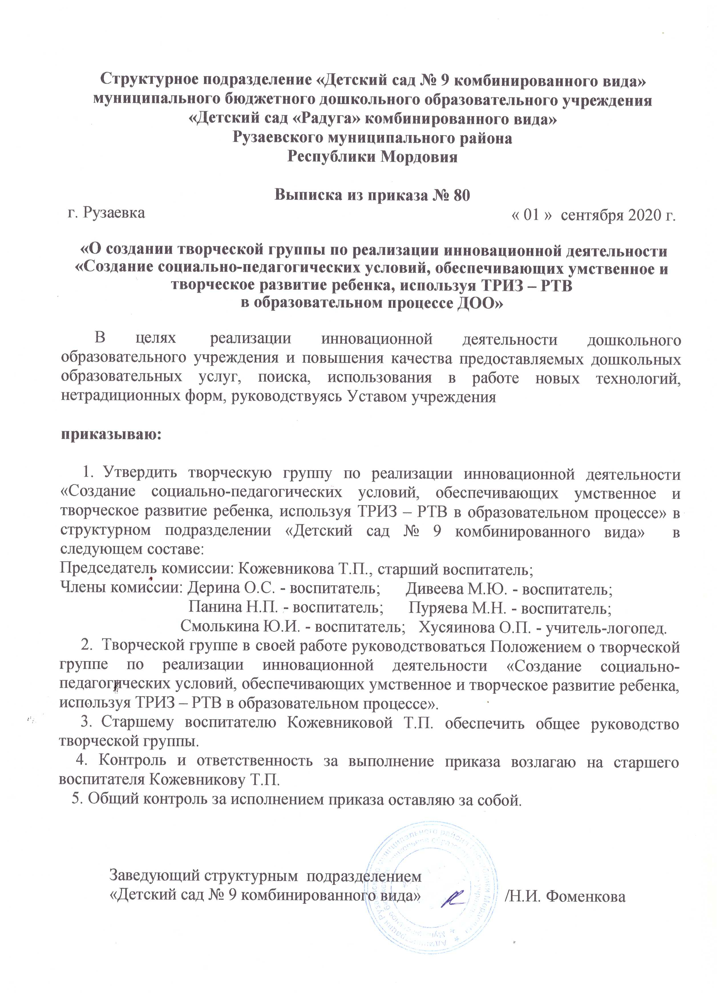 Структурное подразделение «Детский сад № 9 комбинированного вида»
муниципального бюджетного дошкольного образовательного учреждения
«Детский сад «Радуга» комбинированного вида»
Рузаевского муниципального района
Республики Мордовия
Выписка из приказа № 80
г. Рузаевка « 01 » сентября 2020 г.
«О создании творческой группы по реализации инновационной деятельности
«Создание социально-педагогических условий, обеспечивающих умственное и
творческое развитие ребенка, используя ТРИЗ – РТВ
в образовательном процессе ДОО»
В целях реализации инновационной деятельности дошкольного
образовательного учреждения и повышения качества предоставляемых дошкольных
образовательных услуг, поиска, использования в работе новых технологий,
нетрадиционных форм, руководствуясь Уставом учреждения
приказываю:
1. Утвердить творческую группу по реализации инновационной деятельности
«Создание социально-педагогических условий, обеспечивающих умственное и
творческое развитие ребенка, используя ТРИЗ – РТВ в образовательном процессе» в
структурном подразделении «Детский сад № 9 комбинированного вида» в
следующем составе:
Председатель комиссии: Кожевникова Т.П., старший воспитатель;
Члены комиссии: Дерина О.С. - воспитатель; Дивеева М.Ю. - воспитатель;
Панина Н.П. - воспитатель; Пуряева М.Н. - воспитатель;
Смолькина Ю.И. - воспитатель; Хусяинова О.П. - учитель-логопед.
2. Творческой группе в своей работе руководствоваться Положением о творческой
группе по реализации инновационной деятельности «Создание социально-
педагогических условий, обеспечивающих умственное и творческое развитие ребенка,
используя ТРИЗ – РТВ в образовательном процессе».
3. Старшему воспитателю Кожевниковой Т.П. обеспечить общее руководство
творческой группы.
4. Контроль и ответственность за выполнение приказа возлагаю на старшего
воспитателя Кожевникову Т.П.
5. Общий контроль за исполнением приказа оставляю за собой.
Заведующий структурным подразделением
«Детский сад № 9 комбинированного вида» /Н.И. Фоменкова